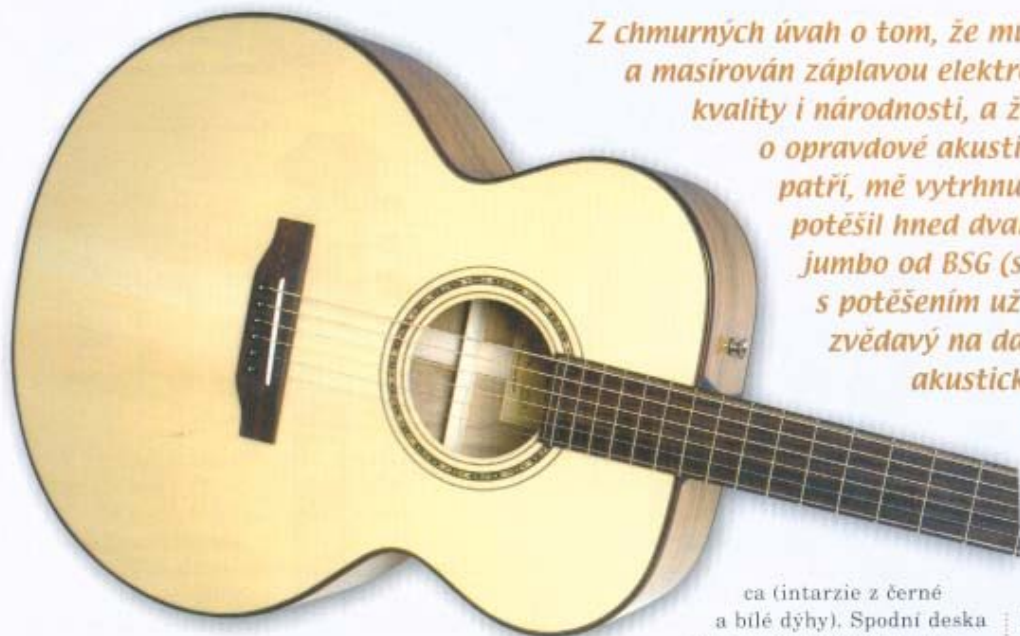 Z chmurných úvah o tom, že mu
a masírován záplavou elektr
kvality i národnosti, a ž
o opravdové akusti
patří, mě vytrhnu
potěšil hned dva
jumbo od BSG (s
s potěšením už
zvědavý na da
akustick
ca (intarzie z černé
a bílé dýhy). Spodní deska